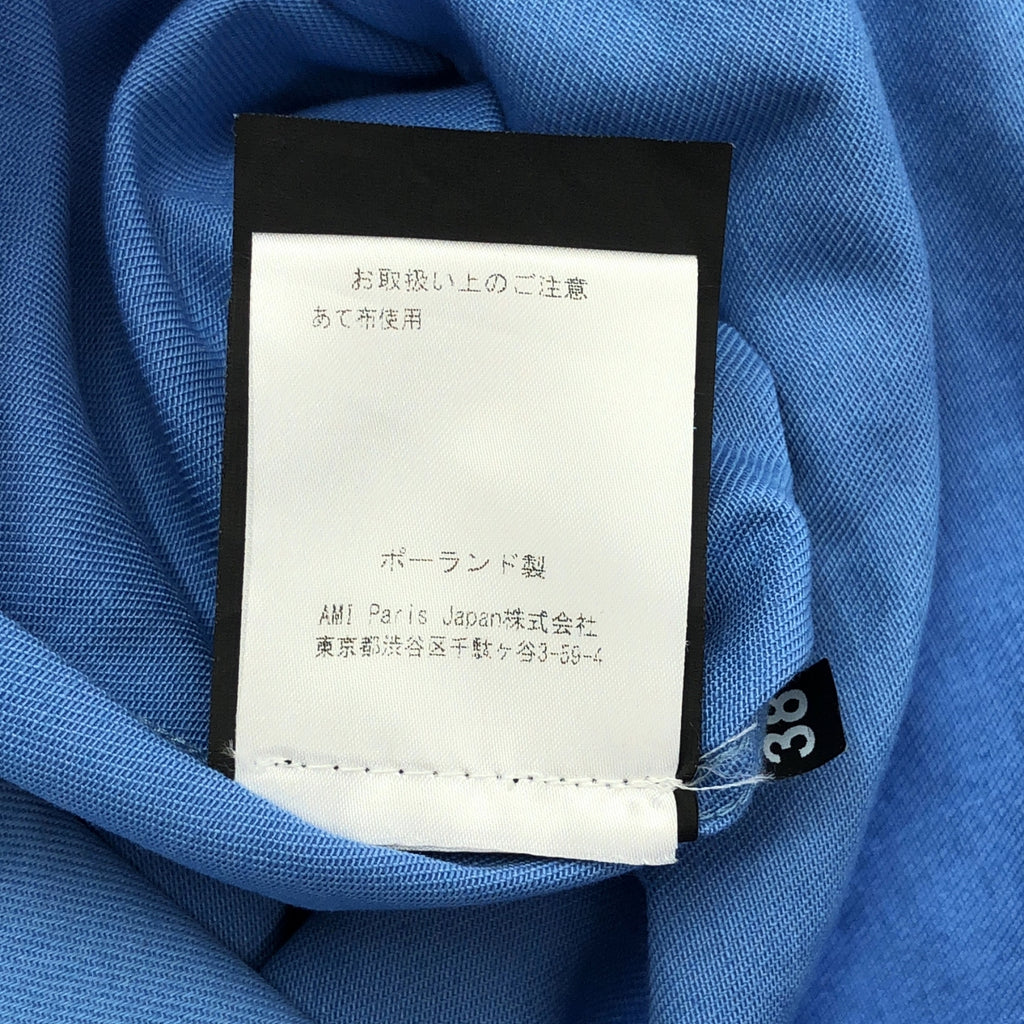 お取扱い上のご注意
あて布使用
ポーランド製
AMI Paris Japan株式会社
東京都渋谷区千駄ケ谷3-59-4
38